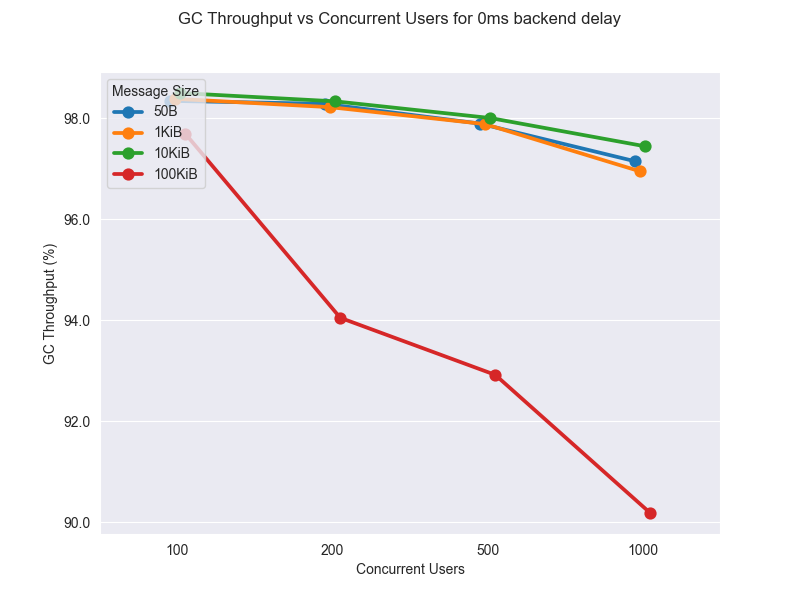 GC Throughput vs Concurrent Users for 0ms backend delay
Message Size
50B
1KiB
10KiB
100KiB
98.0
96.0
94.0
92.0
90.0
GC Throughput (%)
100 200 500 1000
Concurrent Users